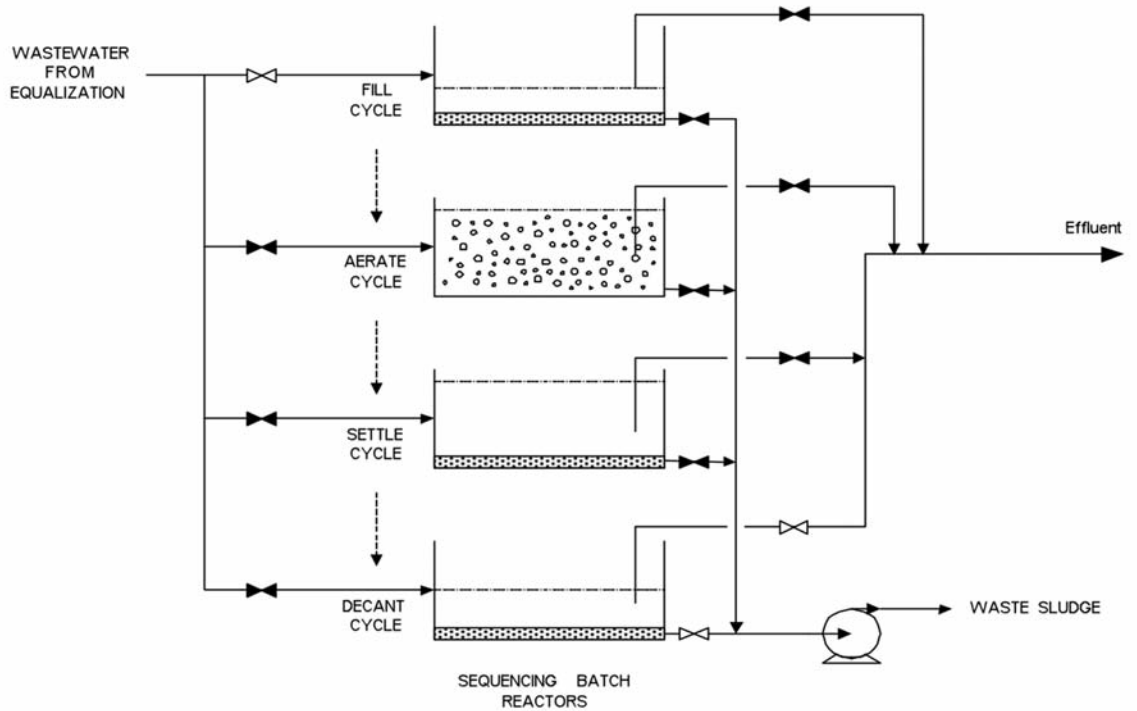 WASTEWATER
FROM
EQUALIZATION
FILL
CYCLE
AERATE
CYCLE
Effluent
SETTLE
CYCLE
DECANT
CYCLE
WASTE SLUDGE
SEQUENCING BATCH
REACTORS